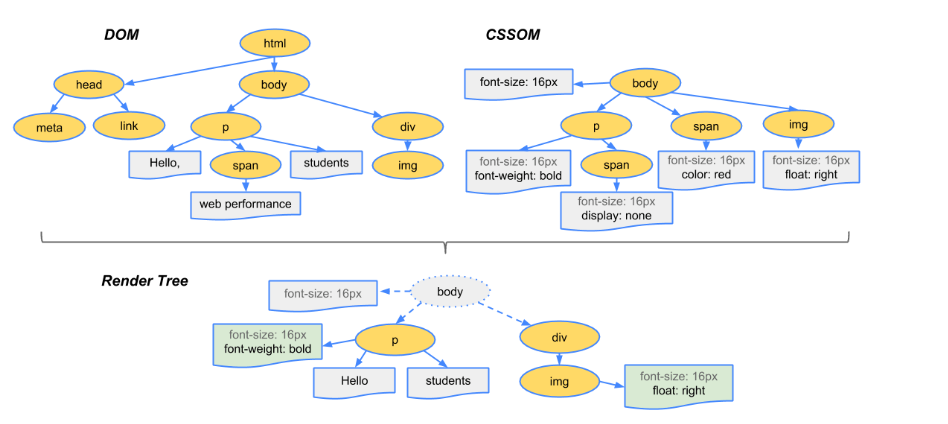 DOM
CSSOM
html
head
body
meta
link
p
div
Hello,
span
students
img
web performance
font-size: 16px
body
p
span
img
font-size: 16px
font-weight: bold
span
font-size: 16px
color: red
font-size: 16px
float: right
font-size: 16px
display: none
Render Tree
font-size: 16px
body
font-size: 16px
font-weight: bold
p
div
Hello
students
img
font-size: 16px
float: right